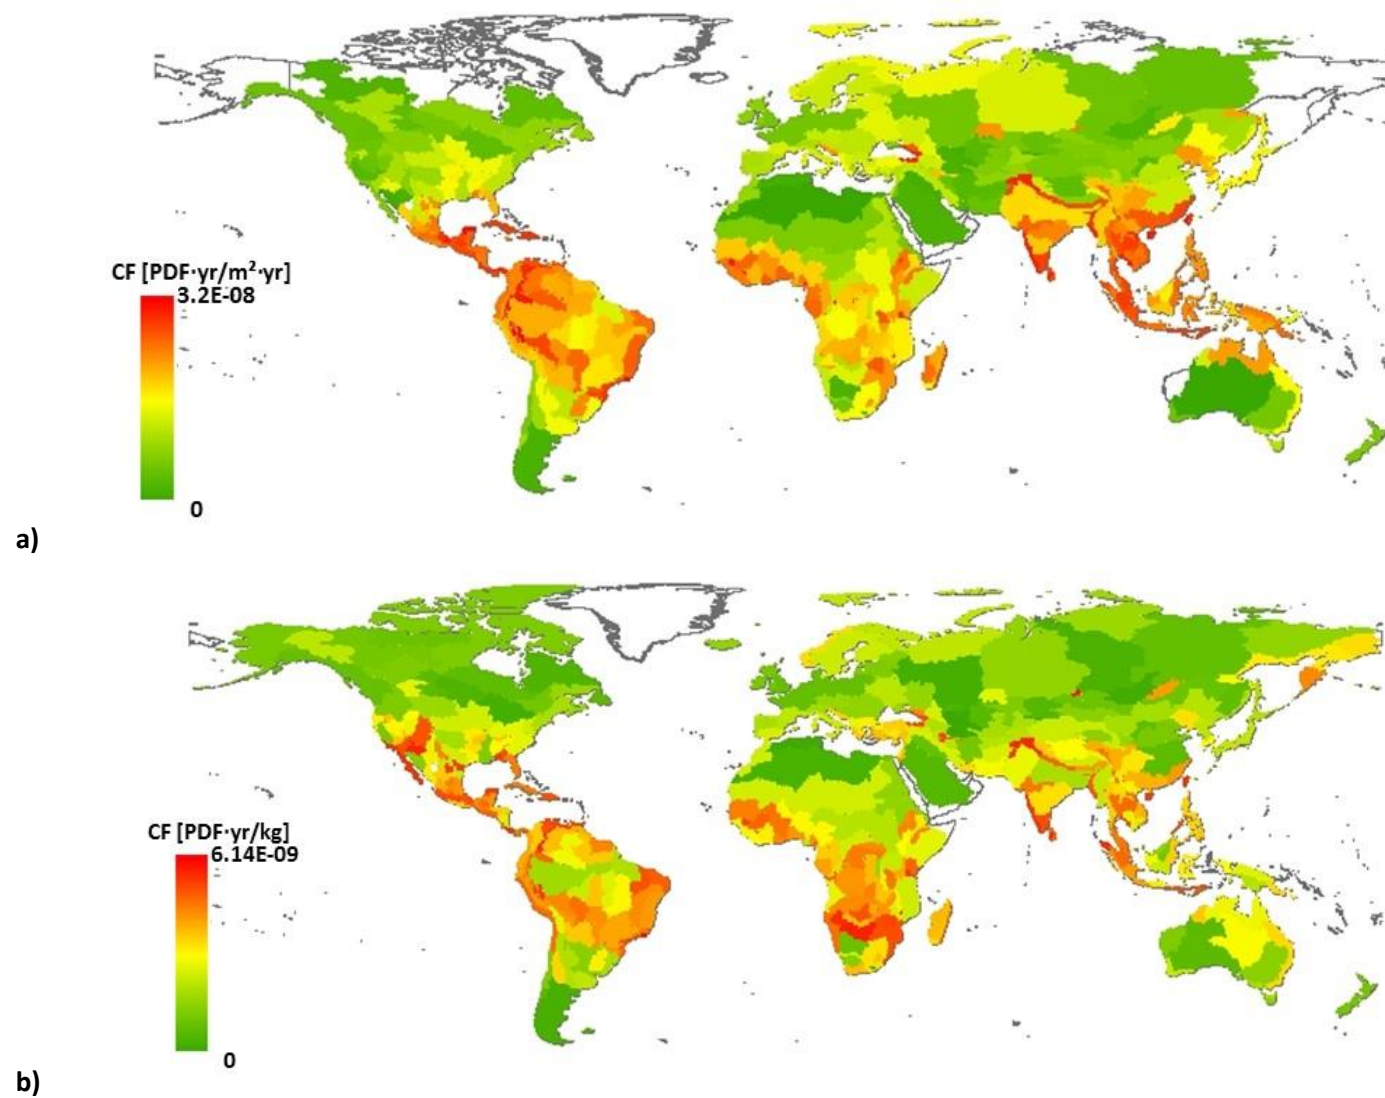 CF [PDF·yr/m²·yr]
3.2E-08
0
a)
CF [PDF·yr/kg]
6.14E-09
0
b)